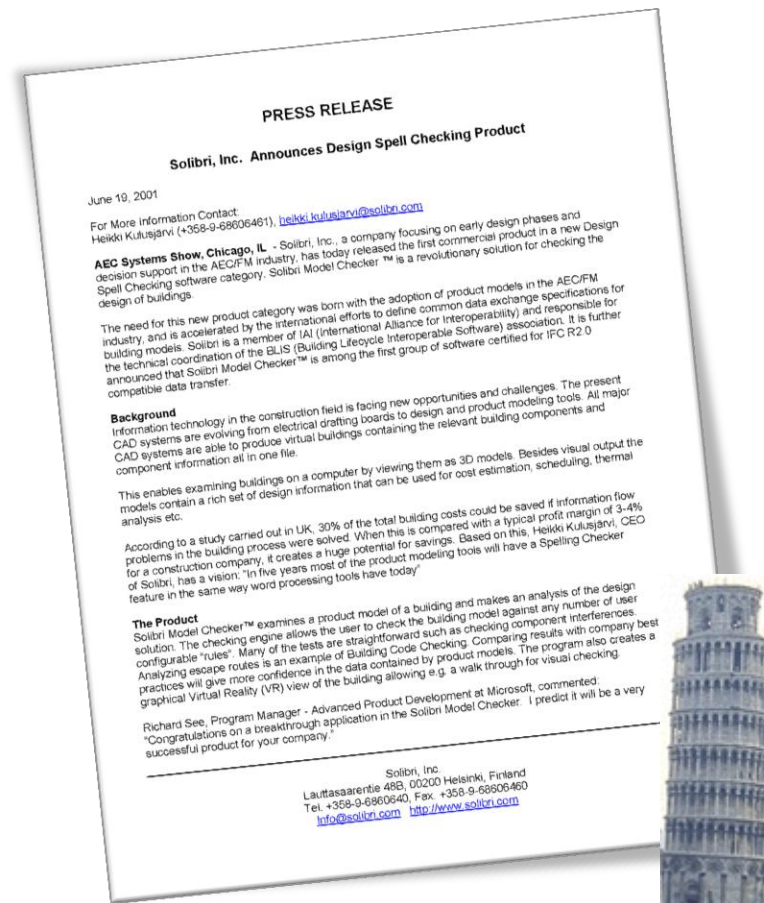 PRESS RELEASE
Solibri, Inc. Announces Design Spell Checking Product
June 19, 2001
For More Information Contact:
Heikki Kulusjärvi (+358-9-68606461), heikki.kulusjarvi@solibri.com
AEC Systems Show, Chicago, IL - Solibri, Inc., a company focusing on early design phases and
decision support in the AEC/FM industry, has today released the first commercial product in a new Design
Spell Checking software category. Solibri Model Checker ™ is a revolutionary solution for checking the
design of buildings.
The need for this new product category was born with the adoption of product models in the AEC/FM
industry, and is accelerated by the international efforts to define common data exchange specifications for
building models. Solibri is a member of IAI (International Alliance for Interoperability) and responsible for
the technical coordination of the BLIS (Building Lifecycle Interoperable Software) association. It is further
announced that Solibri Model Checker™ is among the first group of software certified for IFC R2.0
compatible data transfer.
Background
Information technology in the construction field is facing new opportunities and challenges. The present
CAD systems are evolving from electrical drafting boards to design and product modeling tools. All major
CAD systems are able to produce virtual buildings containing the relevant building components and
component information all in one file.
This enables examining buildings on a computer by viewing them as 3D models. Besides visual output the
models contain a rich set of design information that can be used for cost estimation, scheduling, thermal
analysis etc.
According to a study carried out in UK, 30% of the total building costs could be saved if information flow
problems in the building process were solved. When this is compared with a typical profit margin of 3-4%
for a construction company, it creates a huge potential for savings. Based on this, Heikki Kulusjärvi, CEO
of Solibri, has a vision: "In five years most of the product modeling tools will have a Spelling Checker
feature in the same way word processing tools have today"
The Product
Solibri Model Checker™ examines a product model of a building and makes an analysis of the design
solution. The checking engine allows the user to check the building model against any number of user
configurable "rules". Many of the tests are straightforward such as checking component interferences.
Analyzing escape routes is an example of Building Code Checking. Comparing results with company best
practices will give more confidence in the data contained by product models. The program also creates a
graphical Virtual Reality (VR) view of the building allowing e.g. a walk through for visual checking.
Richard See, Program Manager - Advanced Product Development at Microsoft, commented:
"Congratulations on a breakthrough application in the Solibri Model Checker. I predict it will be a very
successful product for your company."
Solibri, Inc.
Lauttasaarentie 48B, 00200 Helsinki, Finland
Tel. +358-9-6860640, Fax. +358-9-68606460
Info@solibri.com http://www.solibri.com